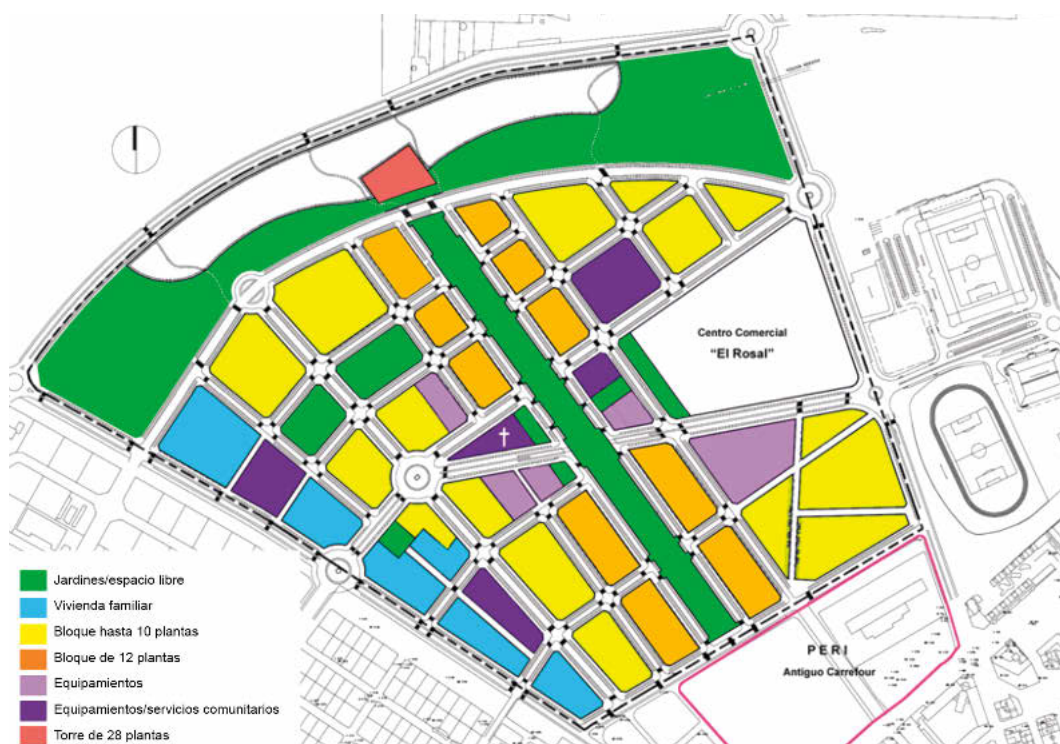 Centro Comercial
"El Rosal"
PERI
Antiguo Carrefour
Jardines/espacio libre
Vivienda familiar
Bloque hasta 10 plantas
Bloque de 12 plantas
Equipamientos
Equipamientos/servicios comunitarios
Torre de 28 plantas